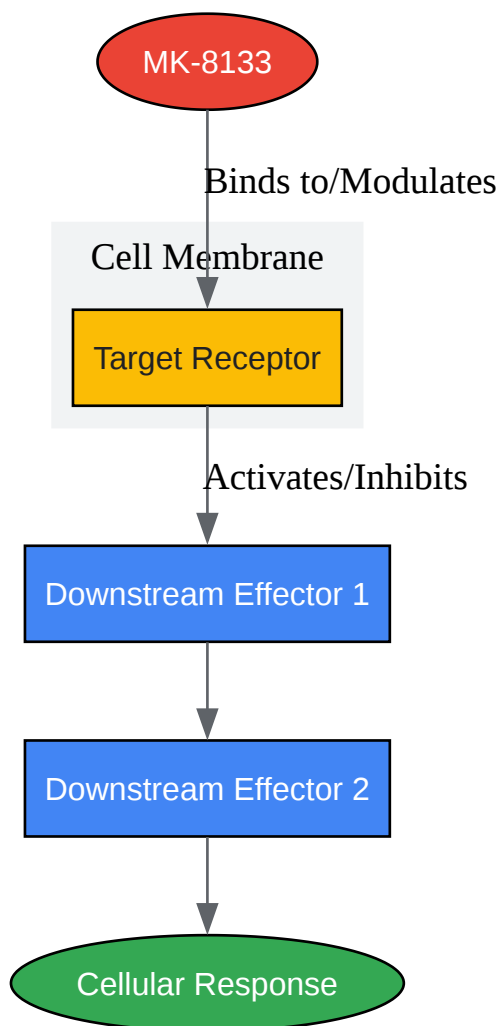 MK-8133
Binds to/Modulates
Cell Membrane
Target Receptor
Activates/Inhibits
Downstream Effector 1
Downstream Effector 2
Cellular Response